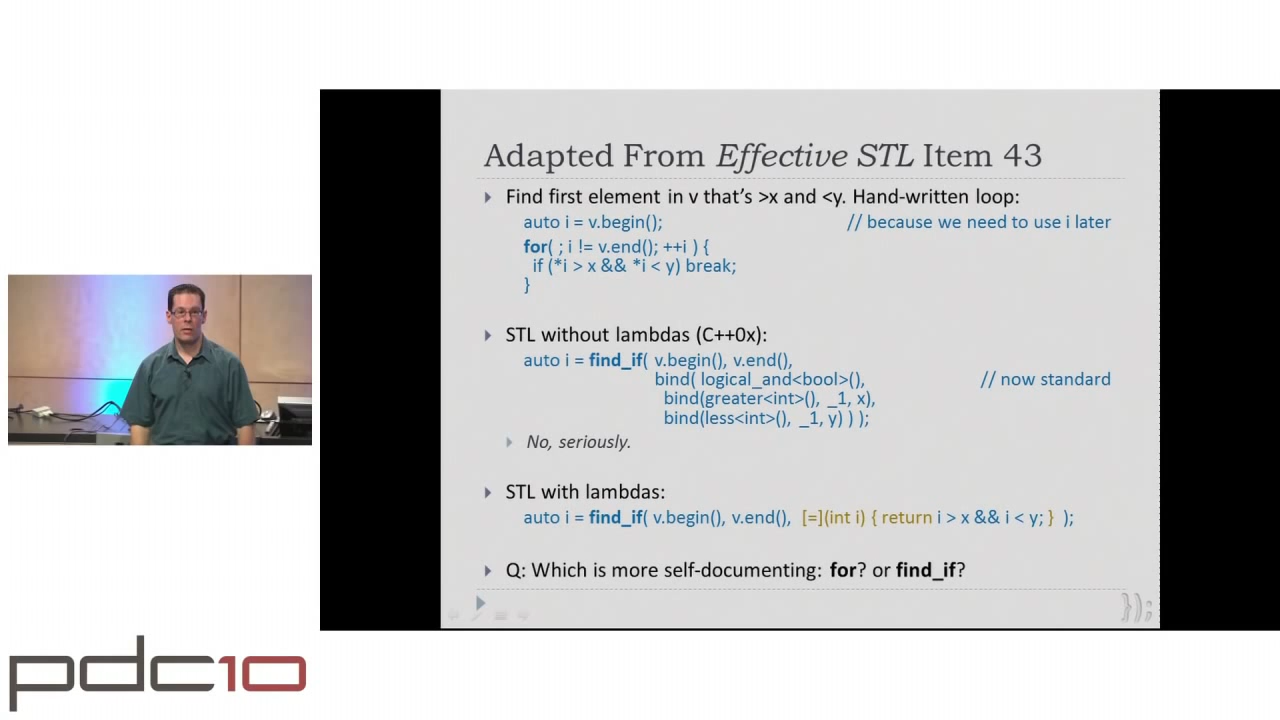 Adapted From Effective STL Item 43
Find first element in v that's >x and <y. Hand-written loop:
auto i = v.begin(); // because we need to use i later
for( ; i != v.end(); ++i ) {
if (*i > x && *i < y) break;
}
STL without lambdas (C++0x):
auto i = find_if( v.begin(), v.end(),
bind( logical_and<bool>(), // now standard
bind(greater<int>(), _1, x),
bind(less<int>(), _1, y) ) );
No, seriously.
STL with lambdas:
auto i = find_if( v.begin(), v.end(), [=](int i) { return i > x && i < y; } );
Q: Which is more self-documenting: for? or find_if?
});
pdc10